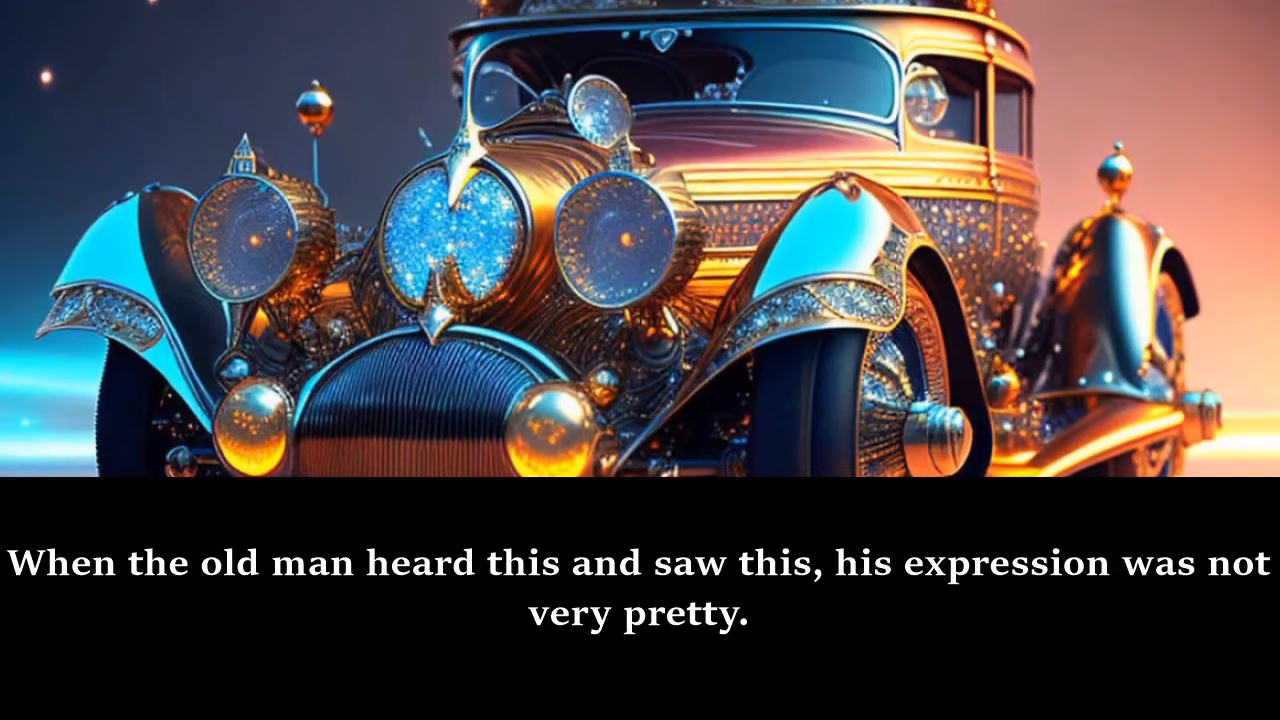 When the old man heard this and saw this, his expression was not
very pretty.